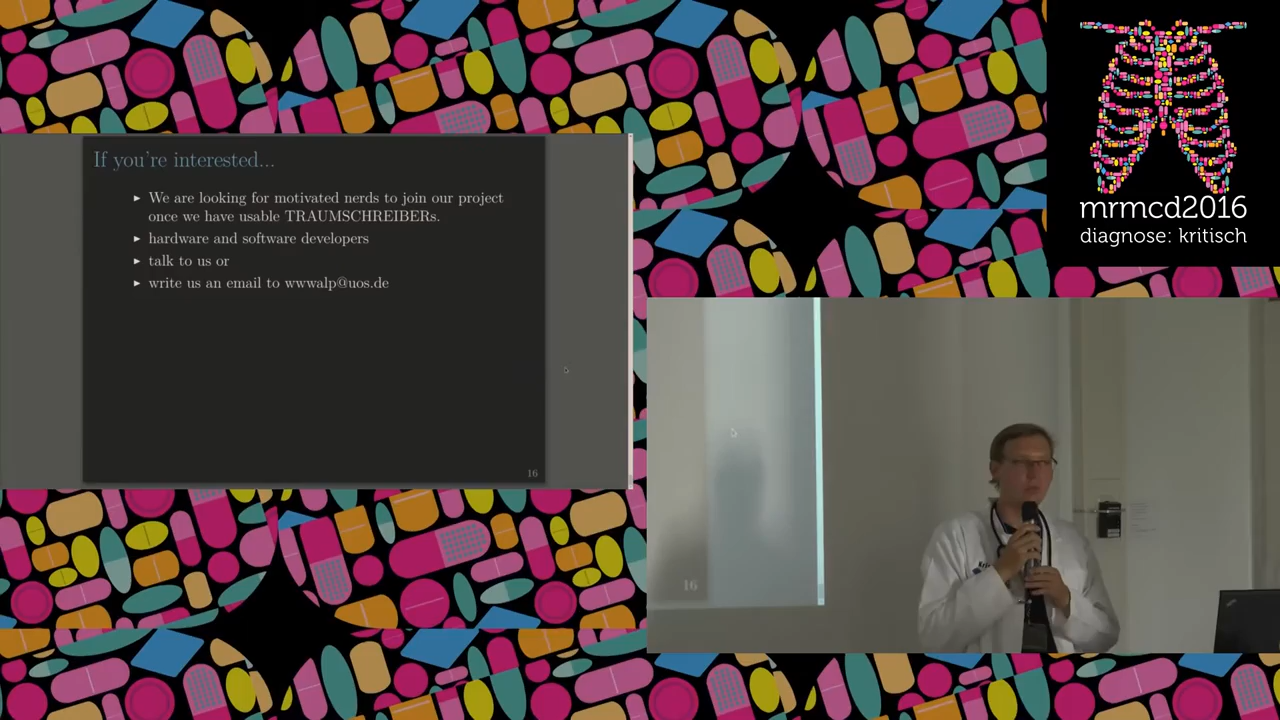 If you're interested...
► We are looking for motivated nerds to join our project
once we have usable TRAUMSCHREIBERs.
► hardware and software developers
► talk to us or
► write us an email to wwwalp@uos.de
16
mrmcd2016
diagnose: kritisch
16